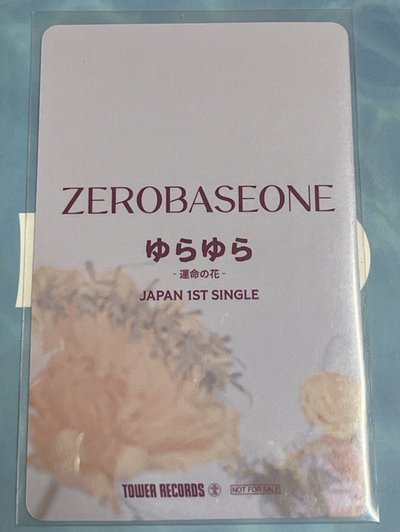 ZEROBASEONE
ゆらゆら
- 運命の花 -
JAPAN 1ST SINGLE
TOWER RECORDS NOT FOR SALE